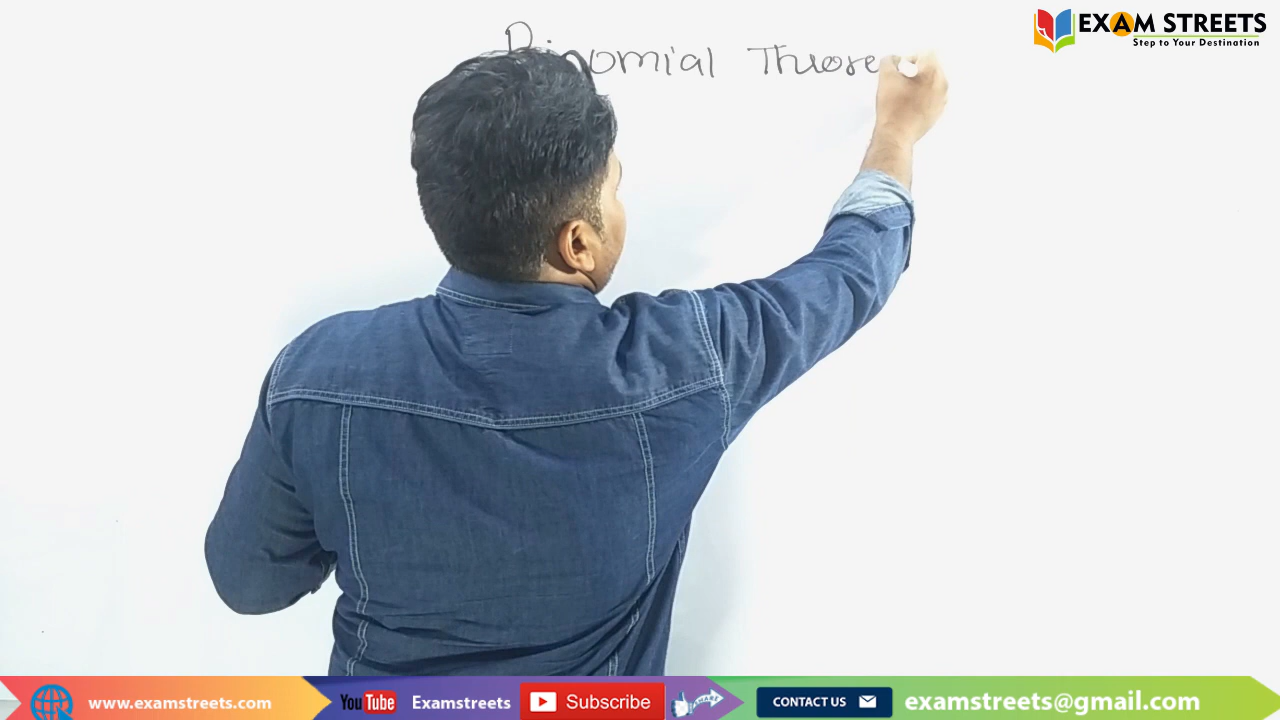 Binomial Theore
EXAM STREETS
Step to Your Destination
www.examstreets.com
YouTube Examstreets
Subscribe
SHARE
CONTACT US
examstreets@gmail.com